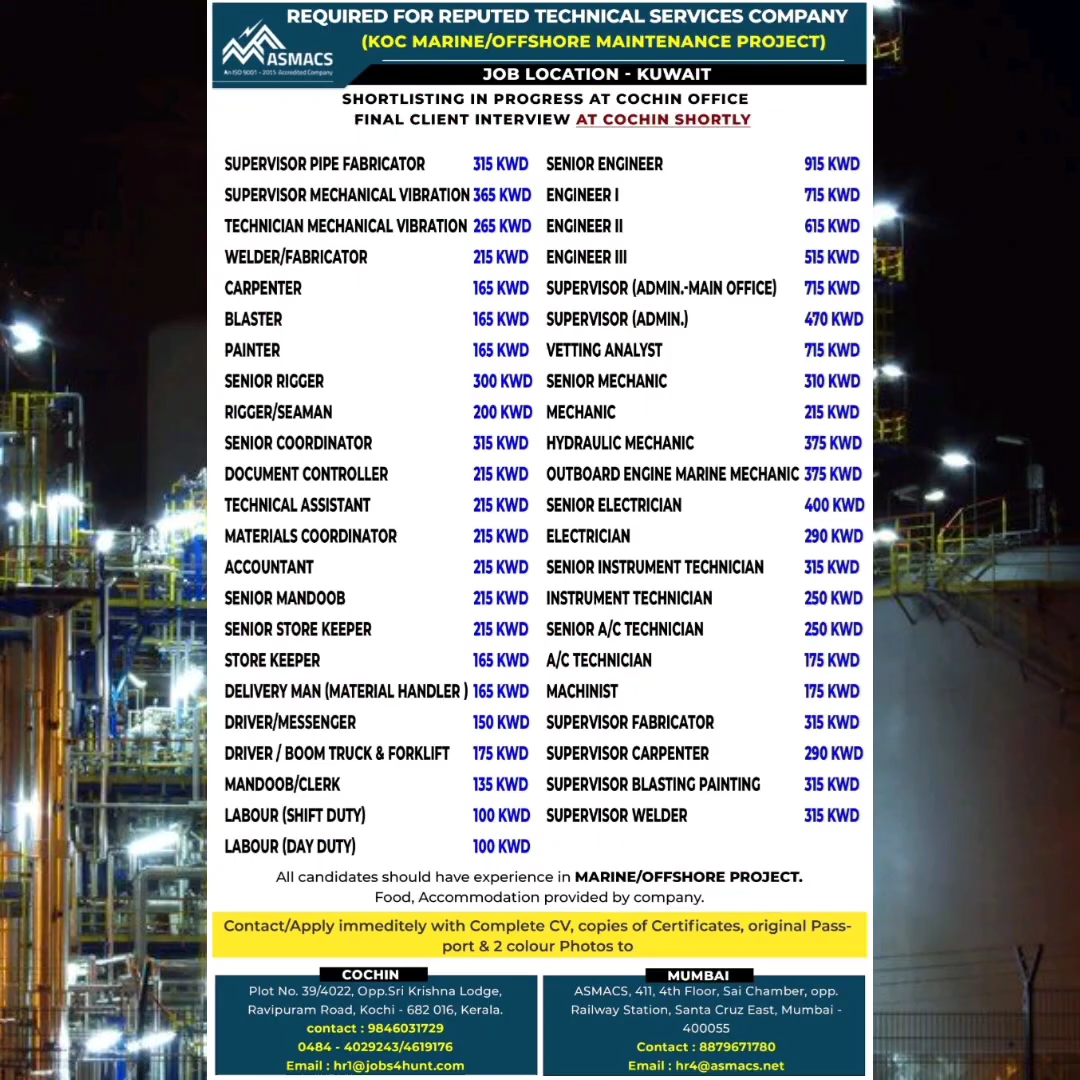 REQUIRED FOR REPUTED TECHNICAL SERVICES COMPANY
(KOC MARINE/OFFSHORE MAINTENANCE PROJECT)
ASMACS
An ISO 9001 - 2015 Accredited Company
JOB LOCATION - KUWAIT
SHORTLISTING IN PROGRESS AT COCHIN OFFICE
FINAL CLIENT INTERVIEW AT COCHIN SHORTLY
SUPERVISOR PIPE FABRICATOR 315 KWD
SUPERVISOR MECHANICAL VIBRATION 365 KWD
TECHNICIAN MECHANICAL VIBRATION 265 KWD
WELDER/FABRICATOR 215 KWD
CARPENTER 165 KWD
BLASTER 165 KWD
PAINTER 165 KWD
SENIOR RIGGER 300 KWD
RIGGER/SEAMAN 200 KWD
SENIOR COORDINATOR 315 KWD
DOCUMENT CONTROLLER 215 KWD
TECHNICAL ASSISTANT 215 KWD
MATERIALS COORDINATOR 215 KWD
ACCOUNTANT 215 KWD
SENIOR MANDOOB 215 KWD
SENIOR STORE KEEPER 215 KWD
STORE KEEPER 165 KWD
DELIVERY MAN (MATERIAL HANDLER ) 165 KWD
DRIVER/MESSENGER 150 KWD
DRIVER / BOOM TRUCK & FORKLIFT 175 KWD
MANDOOB/CLERK 135 KWD
LABOUR (SHIFT DUTY) 100 KWD
LABOUR (DAY DUTY) 100 KWD
SENIOR ENGINEER 915 KWD
ENGINEER I 715 KWD
ENGINEER II 615 KWD
ENGINEER III 515 KWD
SUPERVISOR (ADMIN.-MAIN OFFICE) 715 KWD
SUPERVISOR (ADMIN.) 470 KWD
VETTING ANALYST 715 KWD
SENIOR MECHANIC 310 KWD
MECHANIC 215 KWD
HYDRAULIC MECHANIC 375 KWD
OUTBOARD ENGINE MARINE MECHANIC 375 KWD
SENIOR ELECTRICIAN 400 KWD
ELECTRICIAN 290 KWD
SENIOR INSTRUMENT TECHNICIAN 315 KWD
INSTRUMENT TECHNICIAN 250 KWD
SENIOR A/C TECHNICIAN 250 KWD
A/C TECHNICIAN 175 KWD
MACHINIST 175 KWD
SUPERVISOR FABRICATOR 315 KWD
SUPERVISOR CARPENTER 290 KWD
SUPERVISOR BLASTING PAINTING 315 KWD
SUPERVISOR WELDER 315 KWD
All candidates should have experience in MARINE/OFFSHORE PROJECT.
Food, Accommodation provided by company.
Contact/Apply immeditely with Complete CV, copies of Certificates, original Pass-
port & 2 colour Photos to
COCHIN
Plot No. 39/4022, Opp.Sri Krishna Lodge,
Ravipuram Road, Kochi - 682 016, Kerala.
contact : 9846031729
0484 - 4029243/4619176
Email : hr1@jobs4hunt.com
MUMBAI
ASMACS, 411, 4th Floor, Sai Chamber, opp.
Railway Station, Santa Cruz East, Mumbai -
400055
Contact : 8879671780
Email : hr4@asmacs.net